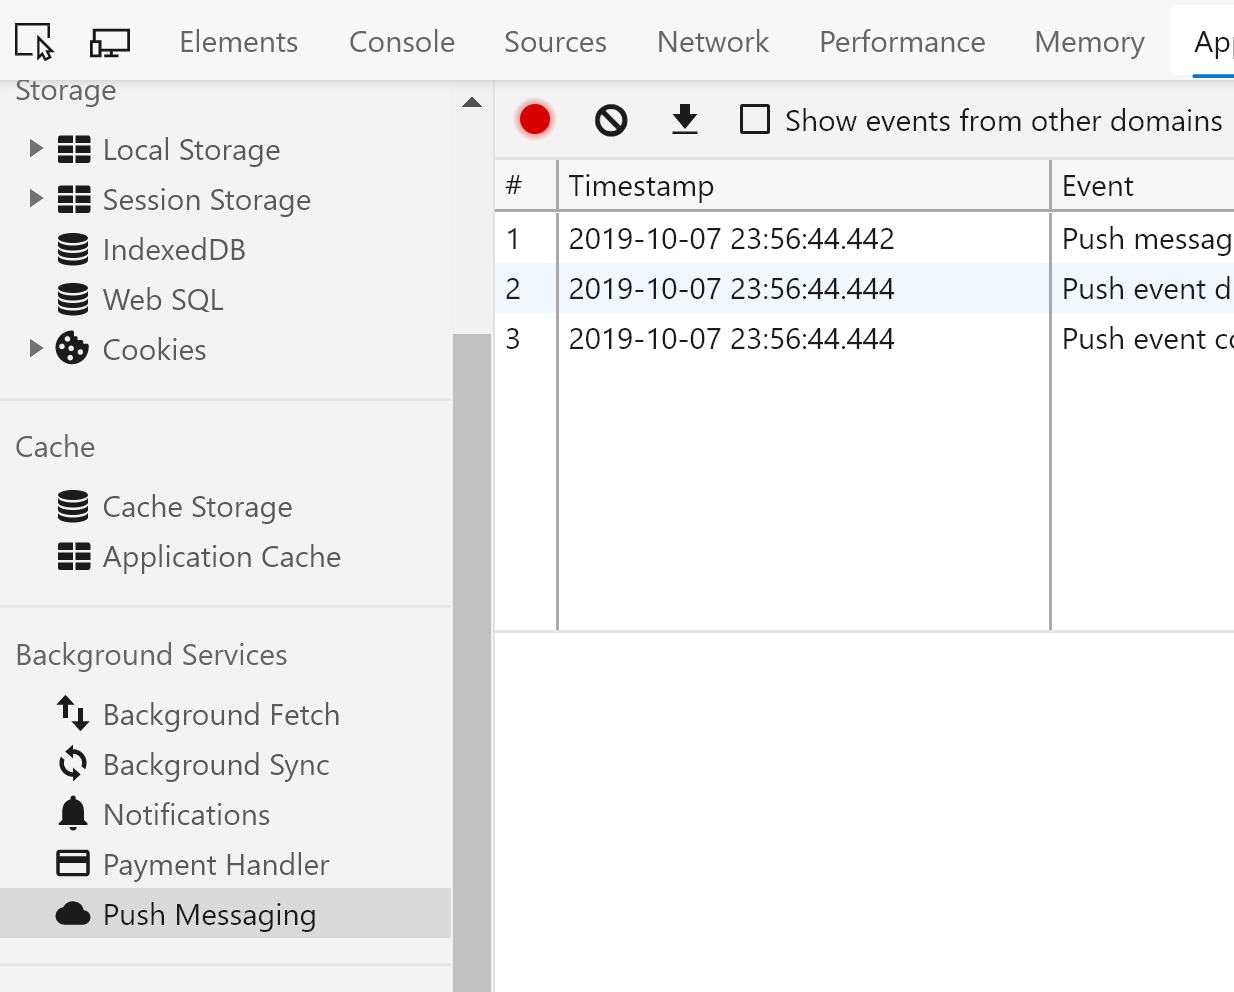 Elements Console Sources Network Performance Memory
Storage
Local Storage
Session Storage
IndexedDB
Web SQL
Cookies
Cache
Cache Storage
Application Cache
Background Services
Background Fetch
Background Sync
Notifications
Payment Handler
Push Messaging
Show events from other domains
# Timestamp Event
1 2019-10-07 23:56:44.442 Push
2 2019-10-07 23:56:44.444 Push event
3 2019-10-07 23:56:44.444 Push event